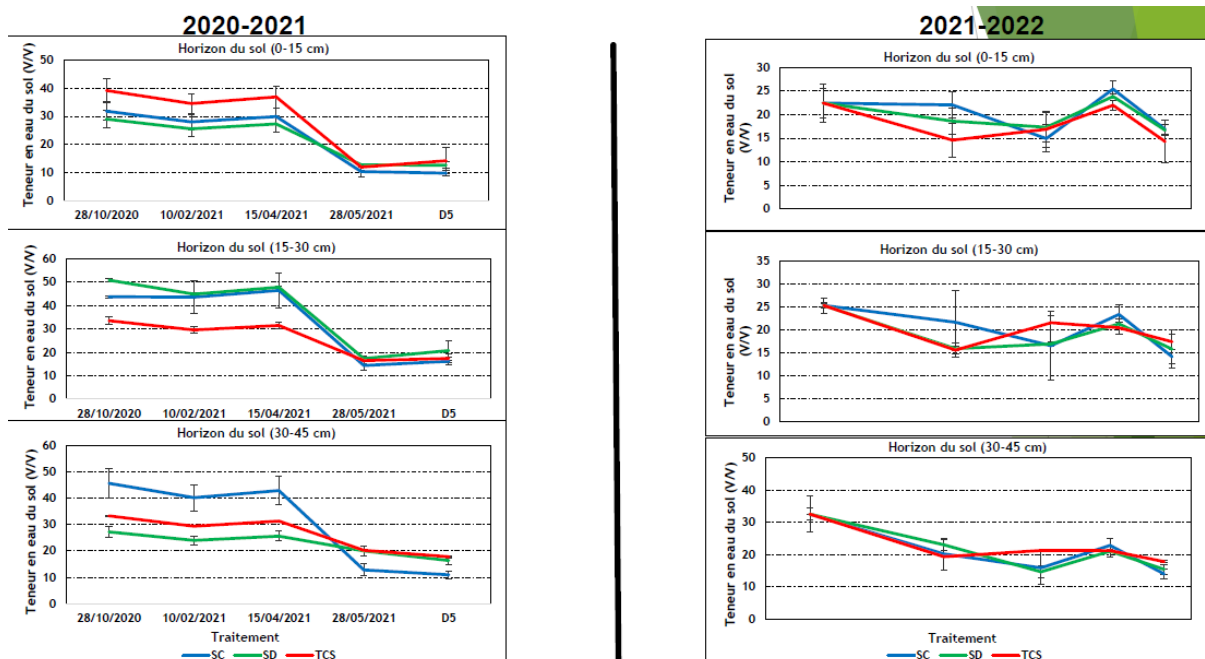 2020-2021
Horizon du sol (0-15 cm)
Teneur en eau du sol (V/V)
50
40
30
20
10
0
28/10/2020 10/02/2021 15/04/2021 28/05/2021 D5
Horizon du sol (15-30 cm)
Teneur en eau du sol (V/V)
60
50
40
30
20
10
0
28/10/2020 10/02/2021 15/04/2021 28/05/2021 D5
Horizon du sol (30-45 cm)
Teneur en eau du sol (V/V)
60
50
40
30
20
10
0
28/10/2020 10/02/2021 15/04/2021 28/05/2021 D5
Traitement
SC SD TCS
2021-2022
Horizon du sol (0-15 cm)
Teneur en eau du sol
(V/V)
30
25
20
15
10
5
0
Horizon du sol (15-30 cm)
Teneur en eau du sol
(V/V)
35
30
25
20
15
10
5
0
Horizon du sol (30-45 cm)
Teneur en eau du sol (V/V)
50
40
30
20
10
0
Traitement
SC SD TCS